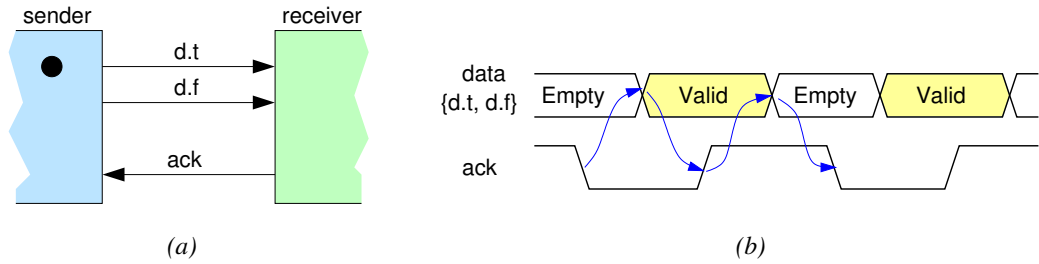 sender
receiver
d.t
d.f
ack
(a)
data
{d.t, d.f}
Empty
Valid
Empty
Valid
ack
(b)